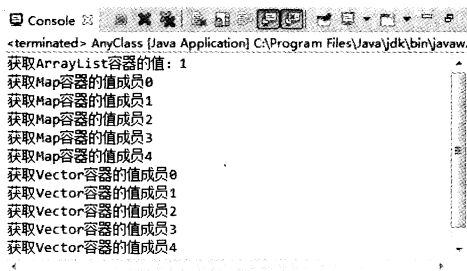 Console
<terminated> AnyClass [Java Application] C:\Program Files\Java\jdk\bin\javaw.
获取ArrayList容器的值: 1
获取Map容器的值成员0
获取Map容器的值成员1
获取Map容器的值成员2
获取Map容器的值成员3
获取Map容器的值成员4
获取Vector容器的值成员0
获取Vector容器的值成员1
获取Vector容器的值成员2
获取Vector容器的值成员3
获取Vector容器的值成员4